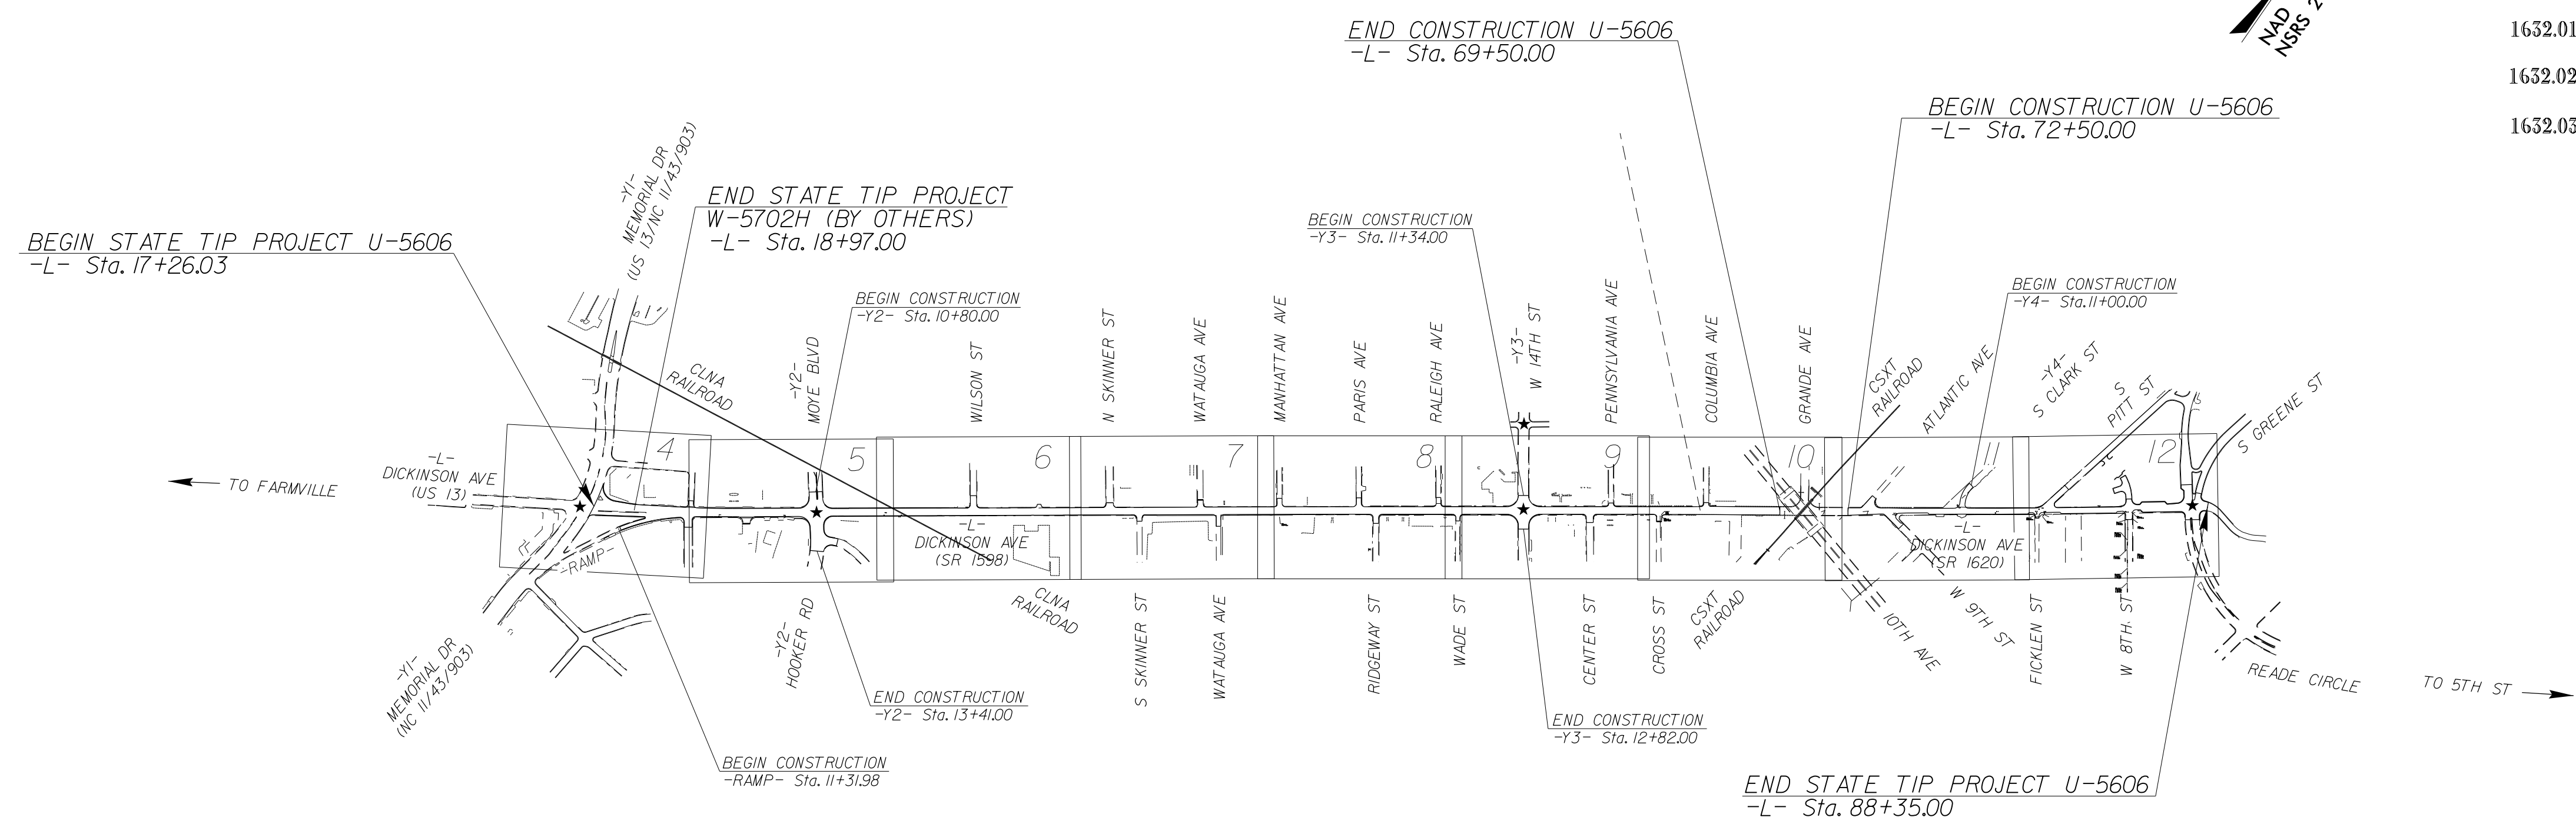 NAD
NSRS 2
1632.01
1632.02
1632.03
END CONSTRUCTION U-5606
-L- Sta. 69+50.00
BEGIN CONSTRUCTION U-5606
-L- Sta. 72+50.00
-Y1-
MEMORIAL DR
(US 13/NC 11/43/903)
END STATE TIP PROJECT
W-5702H (BY OTHERS)
-L- Sta. 18+97.00
BEGIN STATE TIP PROJECT U-5606
-L- Sta. 17+26.03
BEGIN CONSTRUCTION
-Y3- Sta. 11+34.00
BEGIN CONSTRUCTION
-Y2- Sta. 10+80.00
BEGIN CONSTRUCTION
-Y4- Sta. 11+00.00
CLNA
RAILROAD
-Y2-
MOYE BLVD
WILSON ST
N SKINNER ST
WATAUGA AVE
MANHATTAN AVE
PARIS AVE
RALEIGH AVE
-Y3-
W 14TH ST
PENNSYLVANIA AVE
COLUMBIA AVE
GRANDE AVE
CSXT
RAILROAD
ATLANTIC AVE
-Y4-
S CLARK ST
S
PITT ST
S GREENE ST
4
5
6
7
8
9
10
11
12
TO FARMVILLE
-L-
DICKINSON AVE
(US 13)
-RAMP-
-L-
DICKINSON AVE
(SR 1598)
-L-
DICKINSON AVE
(SR 1620)
-Y1-
MEMORIAL DR
(NC 11/43/903)
-Y2-
HOOKER RD
CLNA
RAILROAD
S SKINNER ST
WATAUGA AVE
RIDGEWAY ST
WADE ST
CENTER ST
CROSS ST
CSXT
RAILROAD
10TH AVE
W 9TH ST
FICKLEN ST
W 8TH. ST
READE CIRCLE
TO 5TH ST
END CONSTRUCTION
-Y2- Sta. 13+41.00
END CONSTRUCTION
-Y3- Sta. 12+82.00
BEGIN CONSTRUCTION
-RAMP- Sta. 11+31.98
END STATE TIP PROJECT U-5606
-L- Sta. 88+35.00